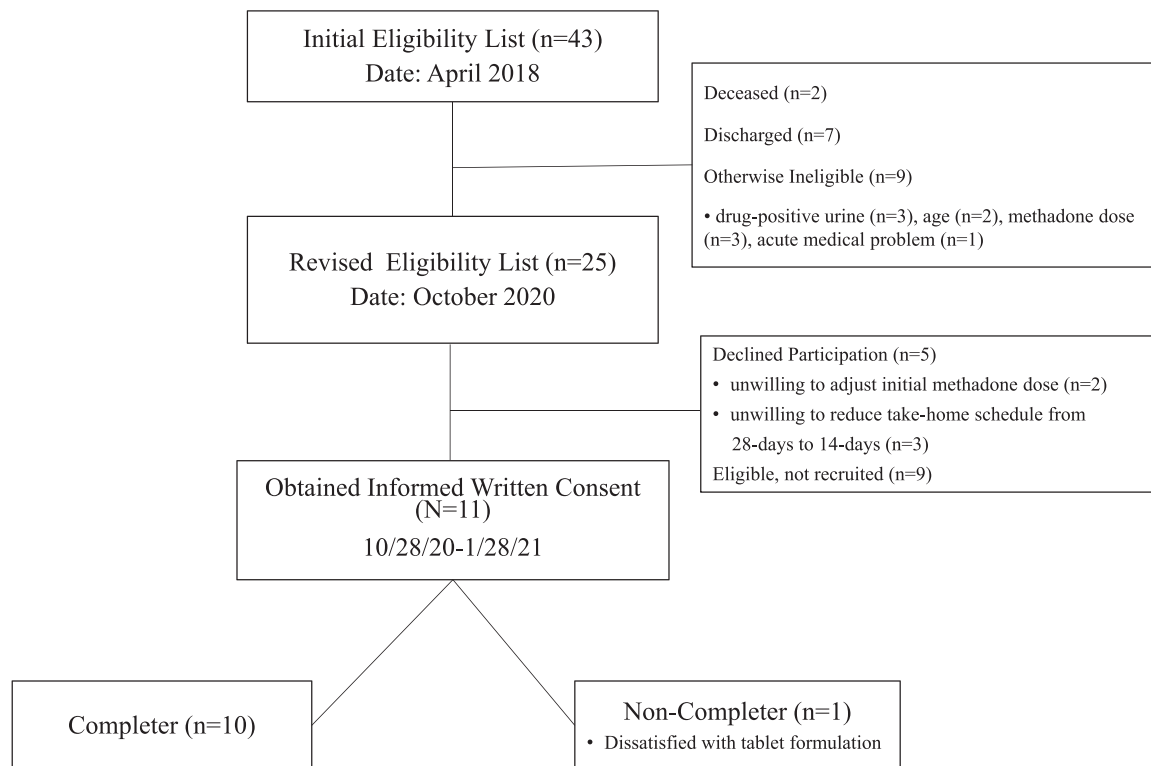 Initial Eligibility List (n=43)
Date: April 2018
Deceased (n=2)
Discharged (n=7)
Otherwise Ineligible (n=9)
• drug-positive urine (n=3), age (n=2), methadone dose
(n=3), acute medical problem (n=1)
Revised Eligibility List (n=25)
Date: October 2020
Declined Participation (n=5)
• unwilling to adjust initial methadone dose (n=2)
• unwilling to reduce take-home schedule from
28-days to 14-days (n=3)
Eligible, not recruited (n=9)
Obtained Informed Written Consent
(N=11)
10/28/20-1/28/21
Completer (n=10)
Non-Completer (n=1)
• Dissatisfied with tablet formulation